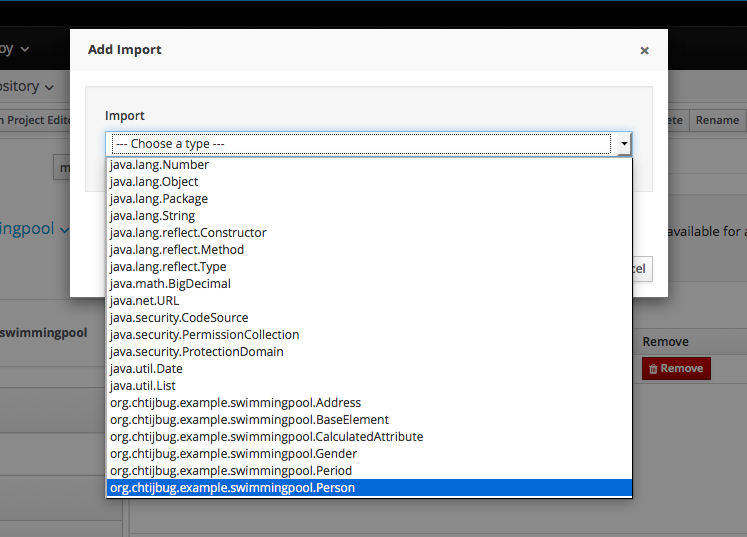 Add Import
×
oy
ository
n Project Edito
ete
Rename
Import
--- Choose a type ---
m
java.lang.Number
java.lang.Object
java.lang.Package
java.lang.String
java.lang.reflect.Constructor
java.lang.reflect.Method
java.lang.reflect.Type
java.math.BigDecimal
java.net.URL
java.security.CodeSource
java.security.PermissionCollection
java.security.ProtectionDomain
java.util.Date
java.util.List
org.chtijbug.example.swimmingpool.Address
org.chtijbug.example.swimmingpool.BaseElement
org.chtijbug.example.swimmingpool.CalculatedAttribute
org.chtijbug.example.swimmingpool.Gender
org.chtijbug.example.swimmingpool.Period
org.chtijbug.example.swimmingpool.Person
ingpool
available for a
cel
swimmingpool
Remove
Remove